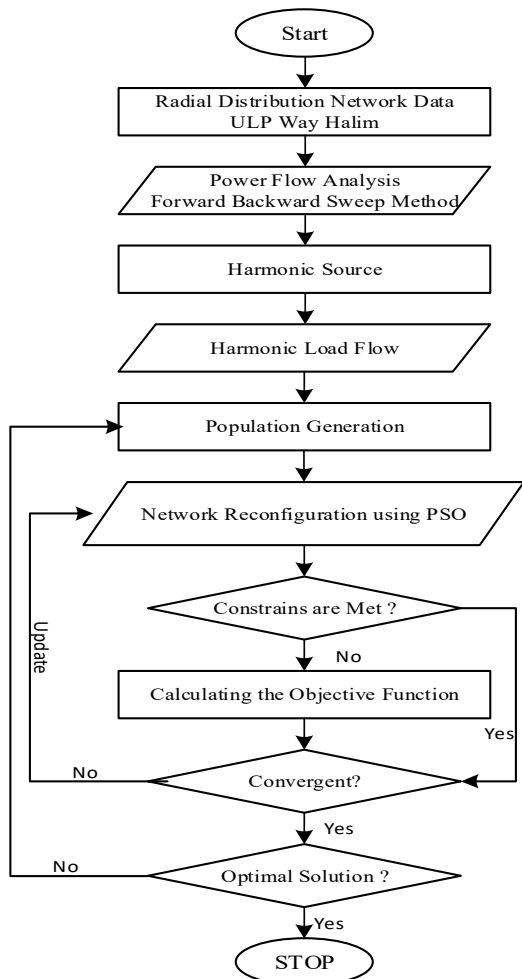 Start
Radial Distribution Network Data
ULP Way Halim
Power Flow Analysis
Forward Backward Sweep Method
Harmonic Source
Harmonic Load Flow
Population Generation
Network Reconfiguration using PSO
Constrains are Met ?
No
Calculating the Objective Function
Yes
Update
No
Convergent?
Yes
No
Optimal Solution ?
Yes
STOP